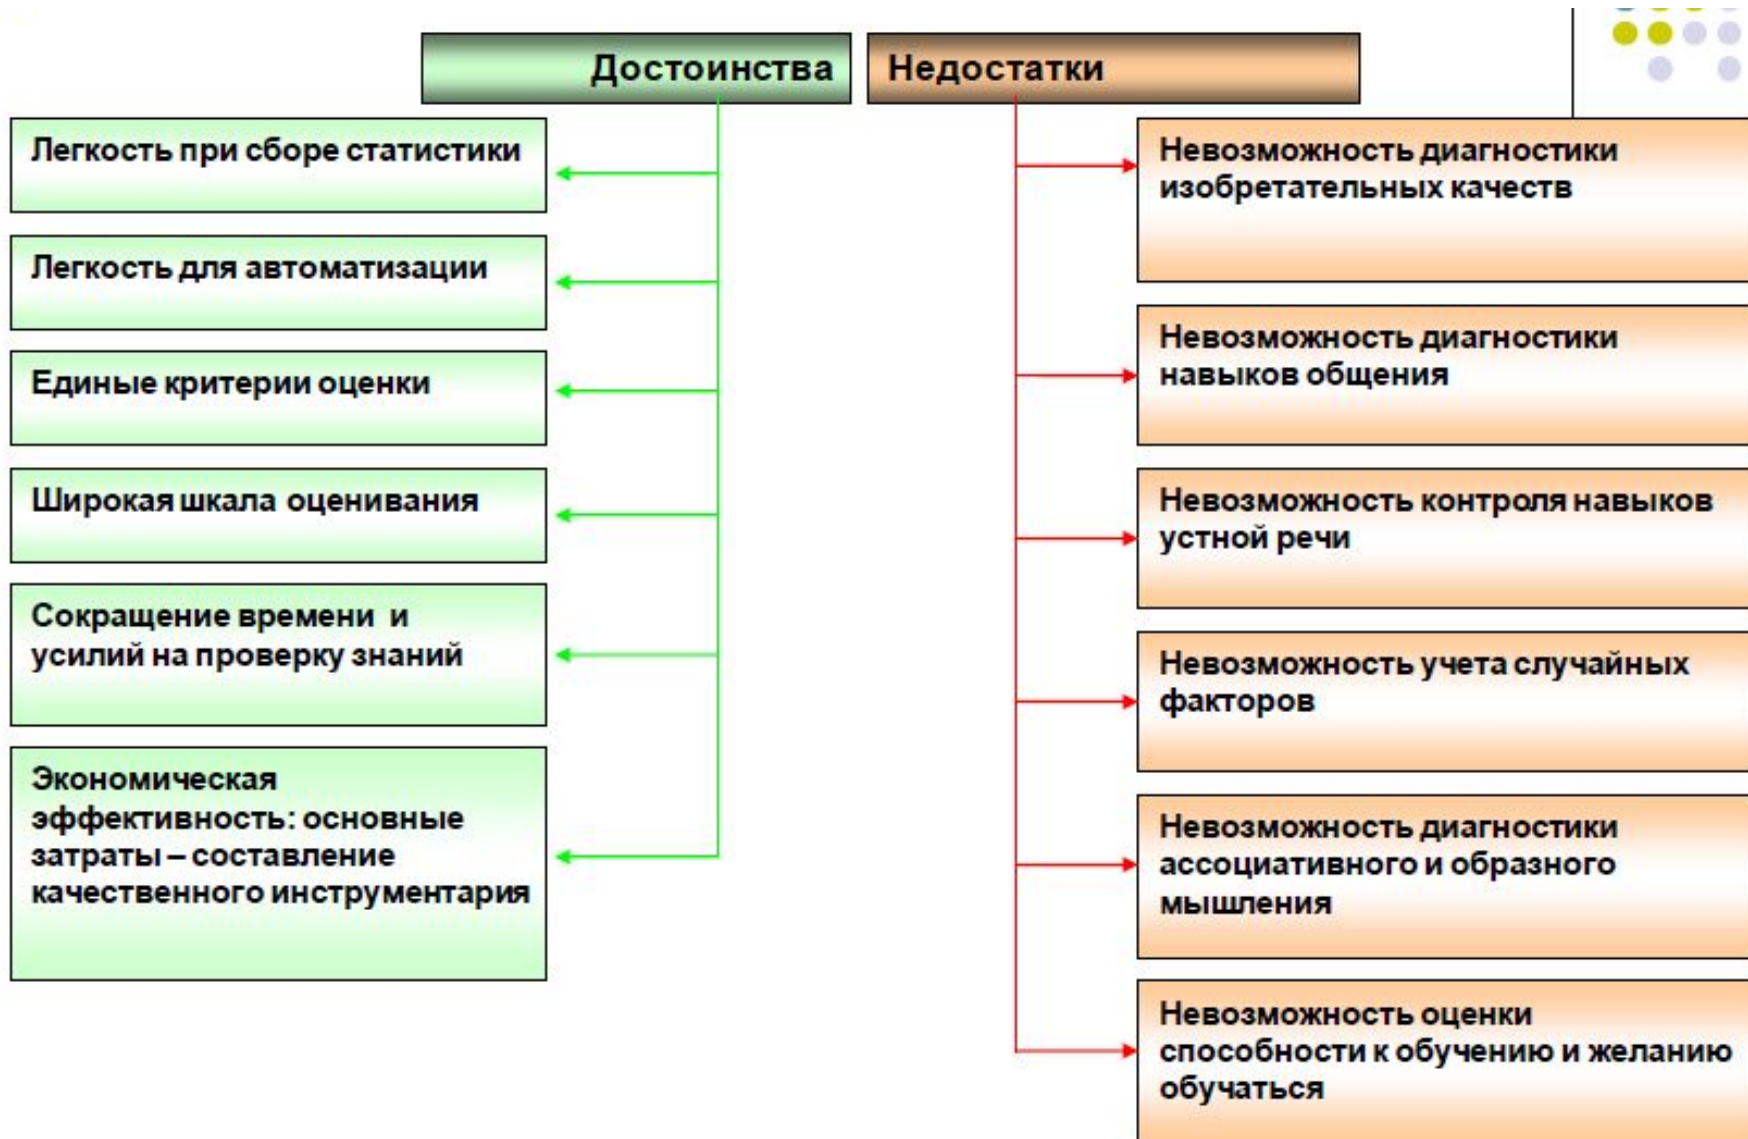 Достоинства
Недостатки
Легкость при сборе статистики
Легкость для автоматизации
Единые критерии оценки
Широкая шкала оценивания
Сокращение времени и
усилий на проверку знаний
Экономическая
эффективность: основные
затраты – составление
качественного инструментария
Невозможность диагностики
изобретательных качеств
Невозможность диагностики
навыков общения
Невозможность контроля навыков
устной речи
Невозможность учета случайных
факторов
Невозможность диагностики
ассоциативного и образного
мышления
Невозможность оценки
способности к обучению и желанию
обучаться